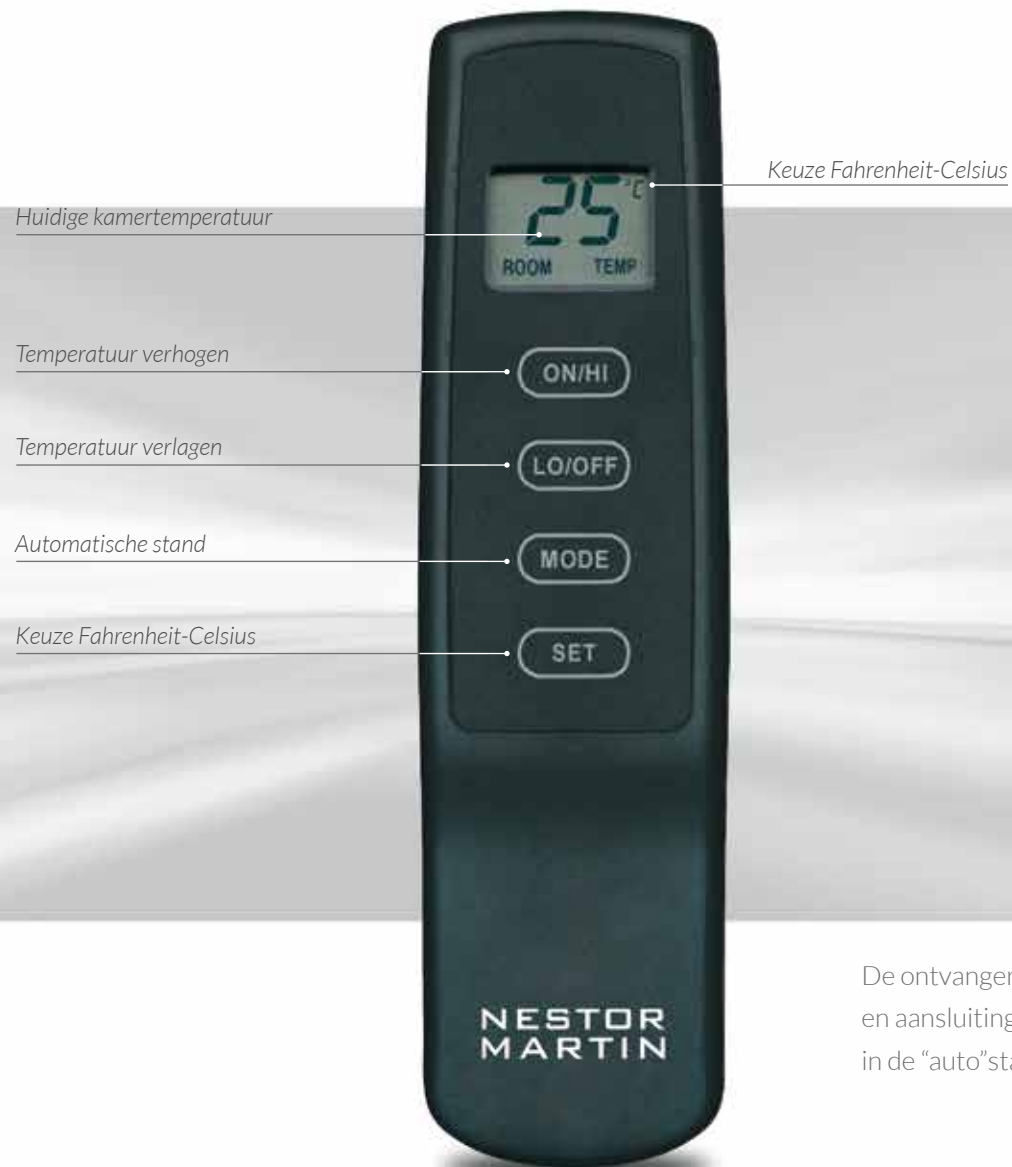 Keuze Fahrenheit-Celsius
25 °C
Huidige kamertemperatuur
ROOM TEMP
Temperatuur verhogen
ON/HI
Temperatuur verlagen
LO/OFF
Automatische stand
MODE
Keuze Fahrenheit-Celsius
SET
NESTOR
MARTIN
De ontvanger
en aansluiting
in de “auto”sta